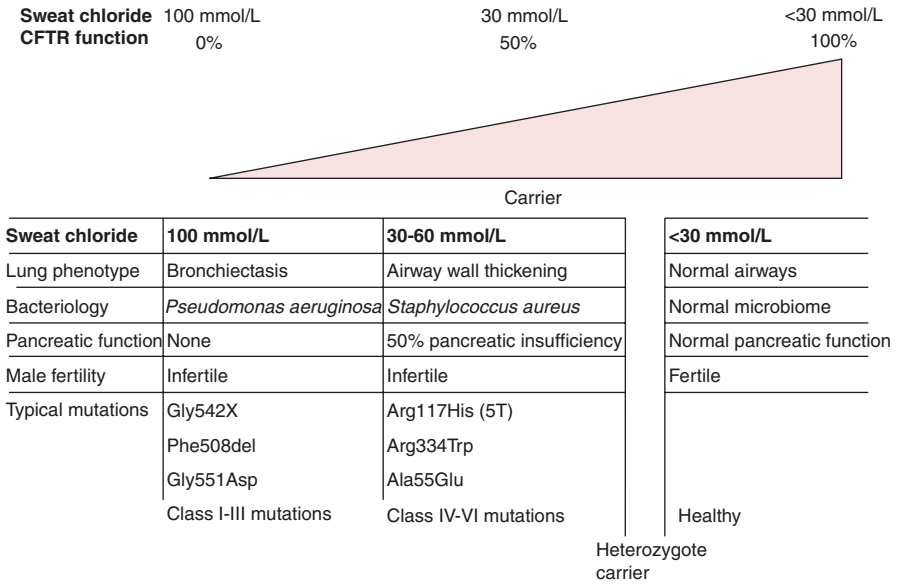 Sweat chloride 100 mmol/L 30 mmol/L <30 mmol/L
CFTR function 0% 50% 100%
Carrier
Sweat chloride 100 mmol/L 30-60 mmol/L <30 mmol/L
Lung phenotype Bronchiectasis Airway wall thickening Normal airways
Bacteriology Pseudomonas aeruginosa Staphylococcus aureus Normal microbiome
Pancreatic function None 50% pancreatic insufficiency Normal pancreatic function
Male fertility Infertile Infertile Fertile
Typical mutations Gly542X Arg117His (5T)
Phe508del Arg334Trp
Gly551Asp Ala55Glu
Class I-III mutations Class IV-VI mutations Healthy
Heterozygote
carrier